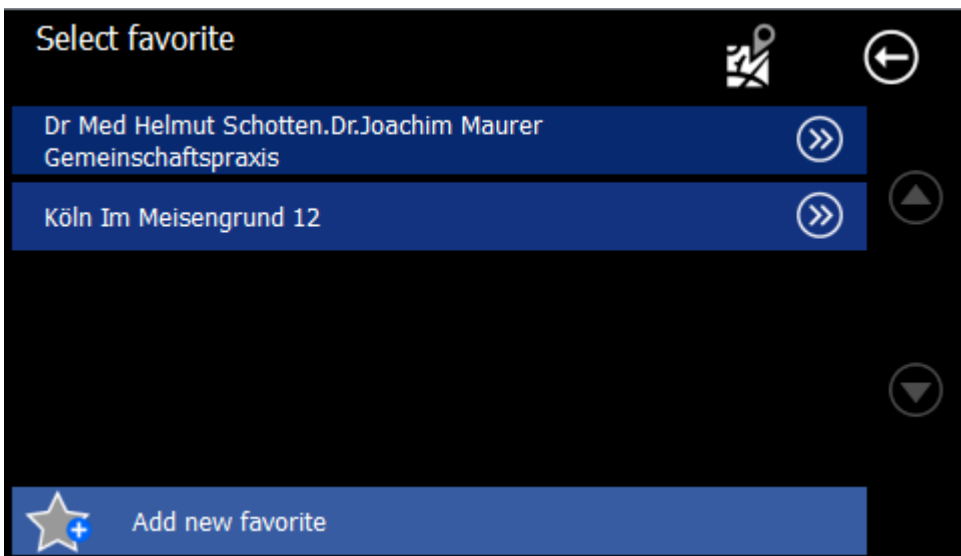 Select favorite
Dr Med Helmut Schotten.Dr.Joachim Maurer
Gemeinschaftspraxis
Köln Im Meisengrund 12
Add new favorite